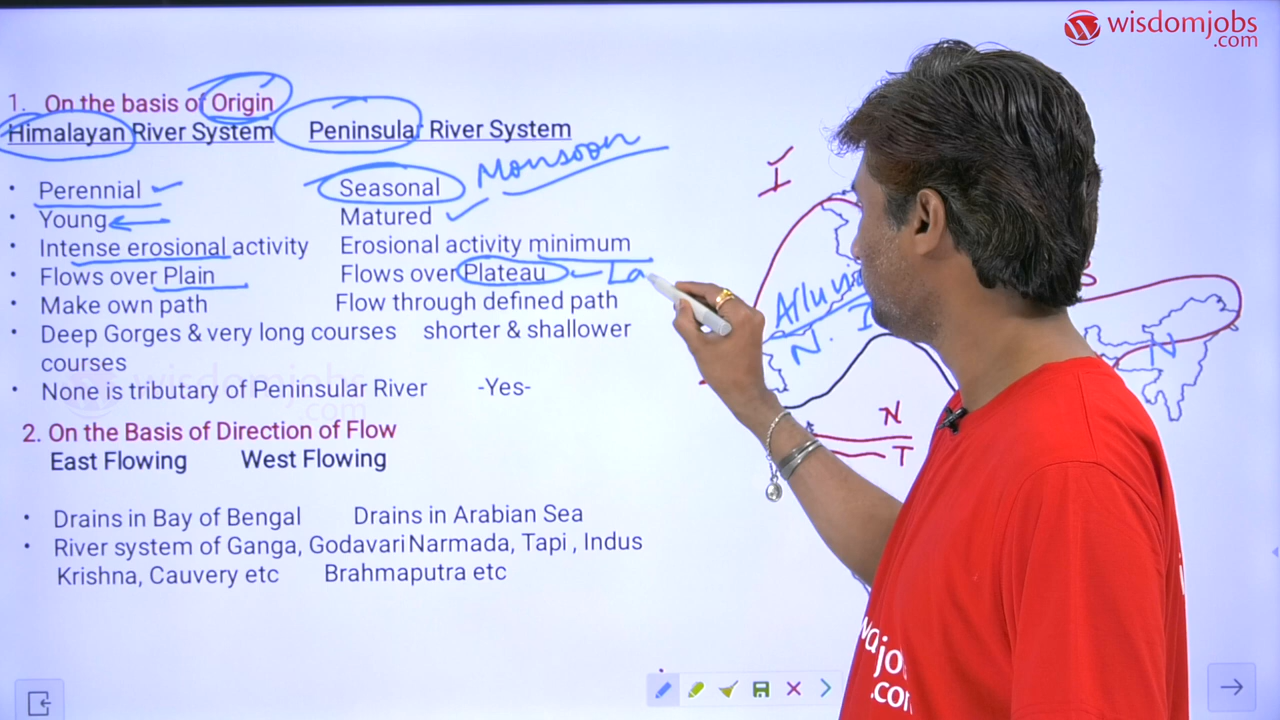 wisdomjobs
.com
1. On the basis of Origin
Himalayan River System Peninsular River System
Monsoon
• Perennial Seasonal
• Young Matured
• Intense erosional activity Erosional activity minimum
• Flows over Plain Flows over Plateau La
• Make own path Flow through defined path
• Deep Gorges & very long courses shorter & shallower
courses
• None is tributary of Peninsular River -Yes-
2. On the Basis of Direction of Flow
East Flowing West Flowing
• Drains in Bay of Bengal Drains in Arabian Sea
• River system of Ganga, Godavari Narmada, Tapi , Indus
Krishna, Cauvery etc Brahmaputra etc
I
N. I
N
N
T
jo
.co